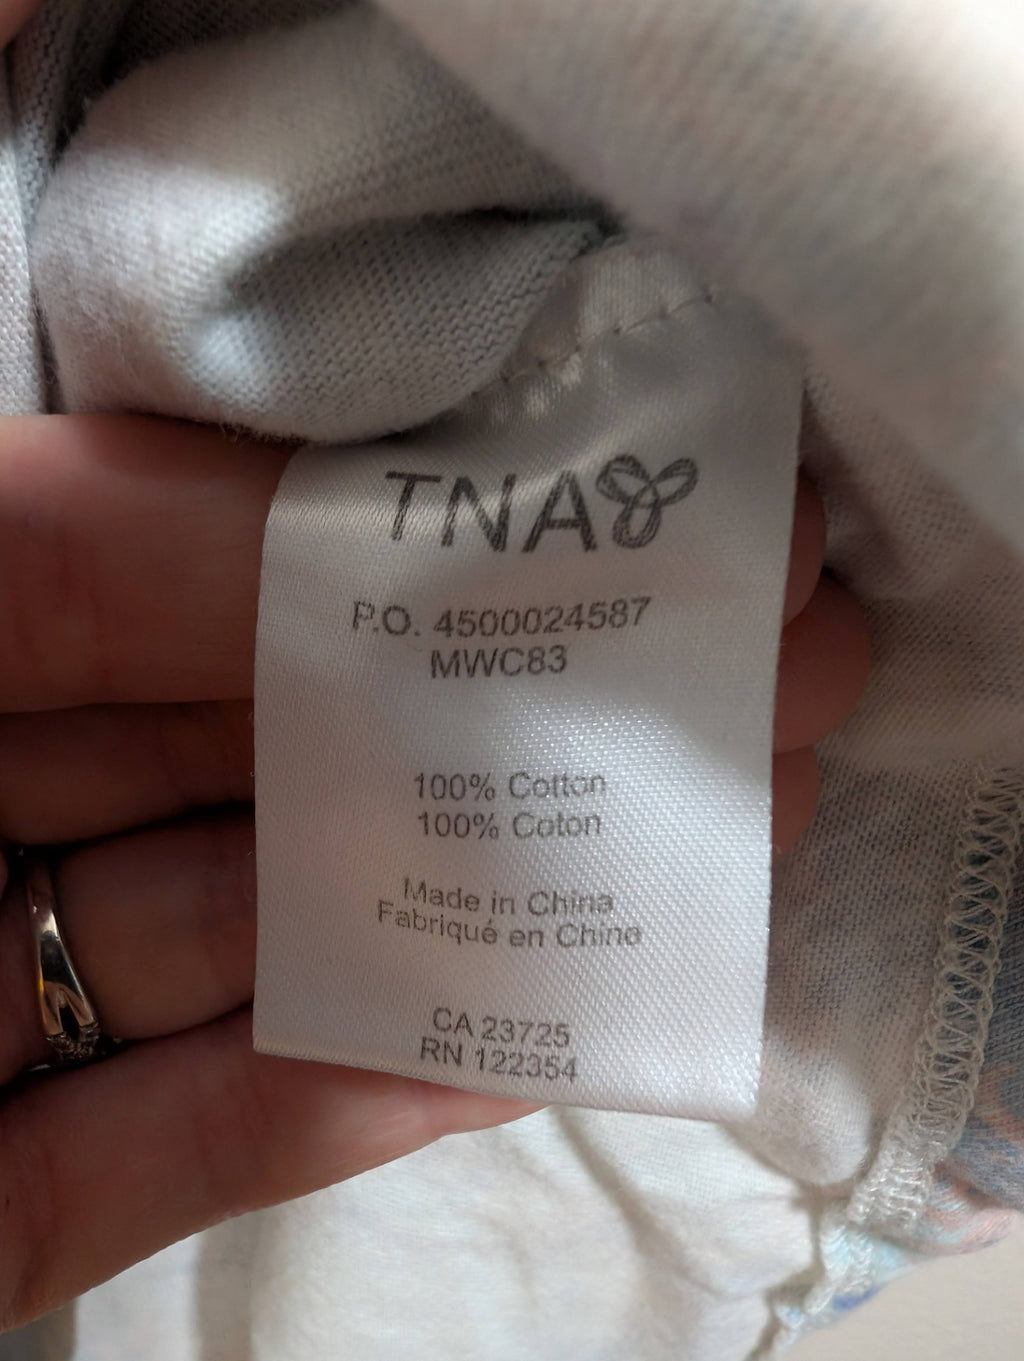 TNA
P.O. 4500024587
MWC83
100% Cotton
100% Coton
Made in China
Fabriqué en Chine
CA 23725
RN 122354